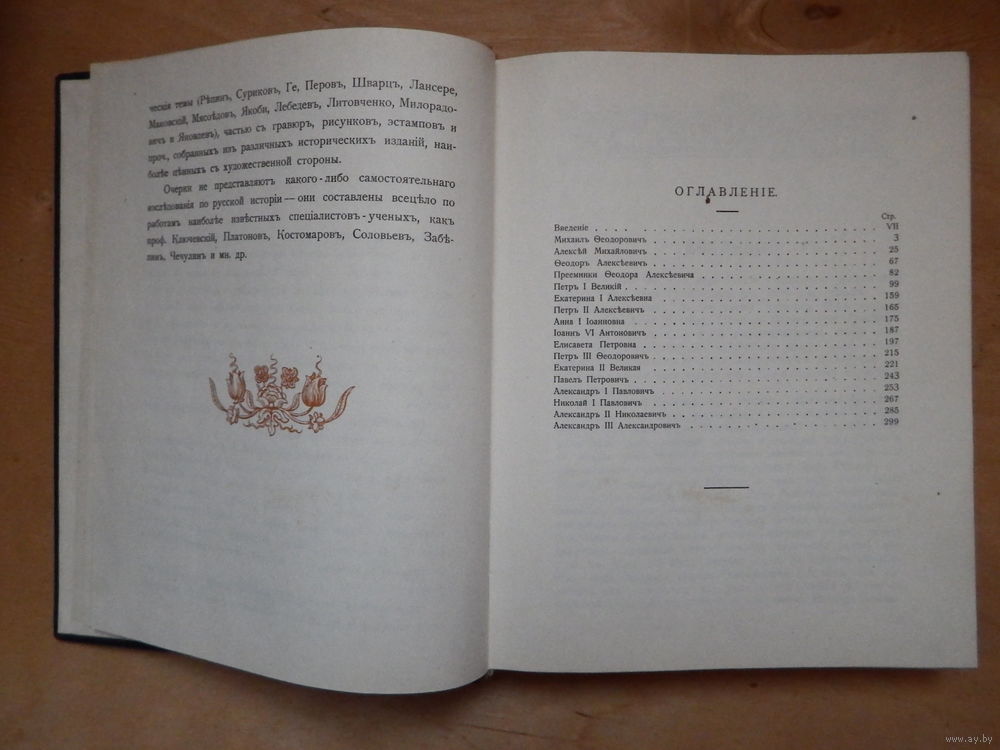 ческія темы (Рѣпинъ, Суриковъ, Ге, Перовъ, Шварцъ, Лансере,
Маковскій, Мясоѣдовъ, Якоби, Лебедевъ, Литовченко, Милорадо-
вичъ и Яковлевъ), частью съ гравюръ, рисунковъ, эстамповъ и
проч., собранныхъ изъ различныхъ историческихъ изданій, наи-
болѣе цѣнныхъ съ художественной стороны.
Очерки не представляютъ какого-либо самостоятельнаго
изслѣдованія по русской исторіи—они составлены всецѣло по
работамъ наиболѣе извѣстныхъ спеціалистовъ-ученыхъ, какъ
проф. Ключевскій, Платоновъ, Костомаровъ, Соловьевъ, Забѣ-
линъ, Чечулинъ и мн. др.
ОГЛАВЛЕНІЕ.
Стр.
Введеніе . . . VII
Михаилъ Ѳеодоровичъ . . . 3
Алексѣй Михайловичъ . . . 25
Ѳеодоръ Алексѣевичъ . . . 67
Преемники Ѳеодора Алексѣевича . . . 82
Петръ I Великій . . . 99
Екатерина I Алексѣевна . . . 159
Петръ II Алексѣевичъ . . . 165
Анна I Іоанновна . . . 175
Іоаннъ VI Антоновичъ . . . 187
Елисавета Петровна . . . 197
Петръ III Ѳеодоровичъ . . . 215
Екатерина II Великая . . . 221
Павелъ Петровичъ . . . 243
Александръ I Павловичъ . . . 253
Николай I Павловичъ . . . 267
Александръ II Николаевичъ . . . 285
Александръ III Александровичъ . . . 299
www.ay.by